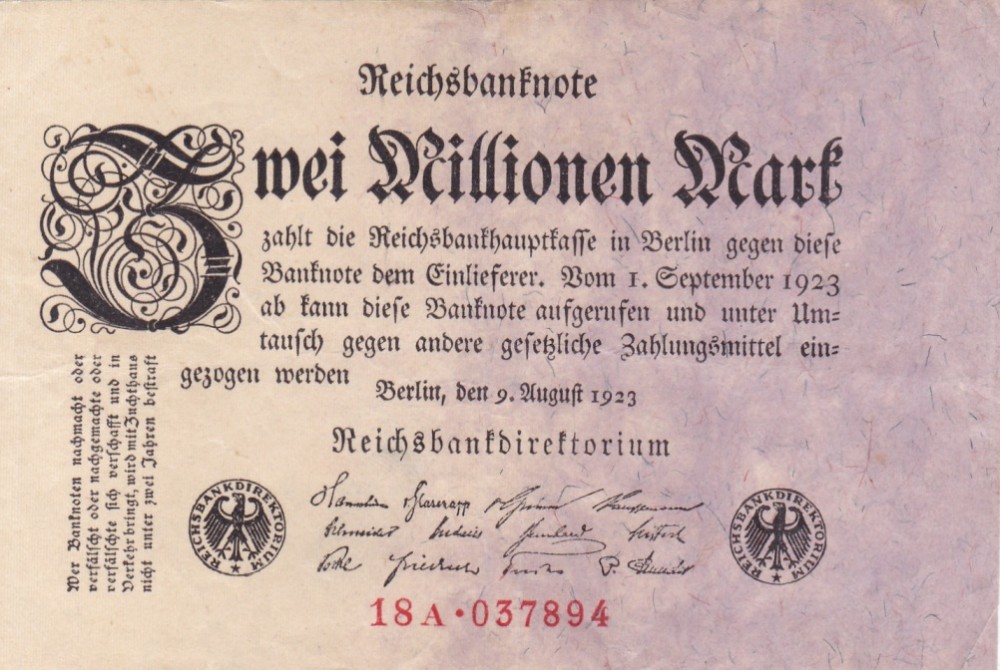 Reichsbanknote
Zwei Millionen Mark
zahlt die Reichsbankhauptkasse in Berlin gegen diese
Banknote dem Einlieferer. Vom 1. September 1923
ab kann diese Banknote aufgerufen und unter Um=
tausch gegen andere gesetzliche Zahlungsmittel ein=
gezogen werden
Berlin, den 9. August 1923
Reichsbankdirektorium
Wer Banknoten nachmacht oder
verfälscht oder nachgemachte oder
verfälschte sich verschafft und in
Verkehr bringt, wird mit Zuchthaus
nicht unter zwei Jahren bestraft
REICHSBANKDIREKTORIUM
REICHSBANKDIREKTORIUM
18A·037894